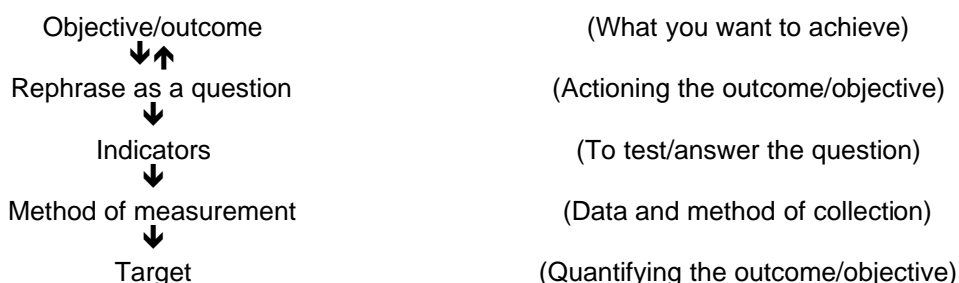 Objective/outcome (What you want to achieve)
Rephrase as a question (Actioning the outcome/objective)
Indicators (To test/answer the question)
Method of measurement (Data and method of collection)
Target (Quantifying the outcome/objective)